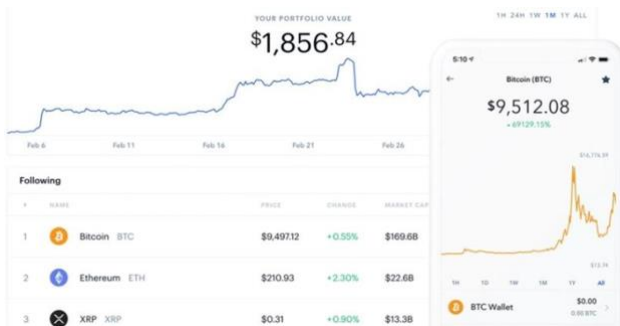 YOUR PORTFOLIO VALUE
$1,856.84
1H 24H 1W 1M 1Y ALL
Feb 6 Feb 11 Feb 16 Feb 21 Feb 26
Following
# NAME PRICE CHANGE MARKET CAP
1 Bitcoin BTC $9,497.12 +0.55% $169.6B
2 Ethereum ETH $210.93 +2.30% $22.6B
3 XRP XRP $0.31 +0.90% $13.3B
5:10
Bitcoin (BTC)
$9,512.08
+69129.15%
1H 1D 1W 1M 1Y All
BTC Wallet $0.00
0.00 BTC